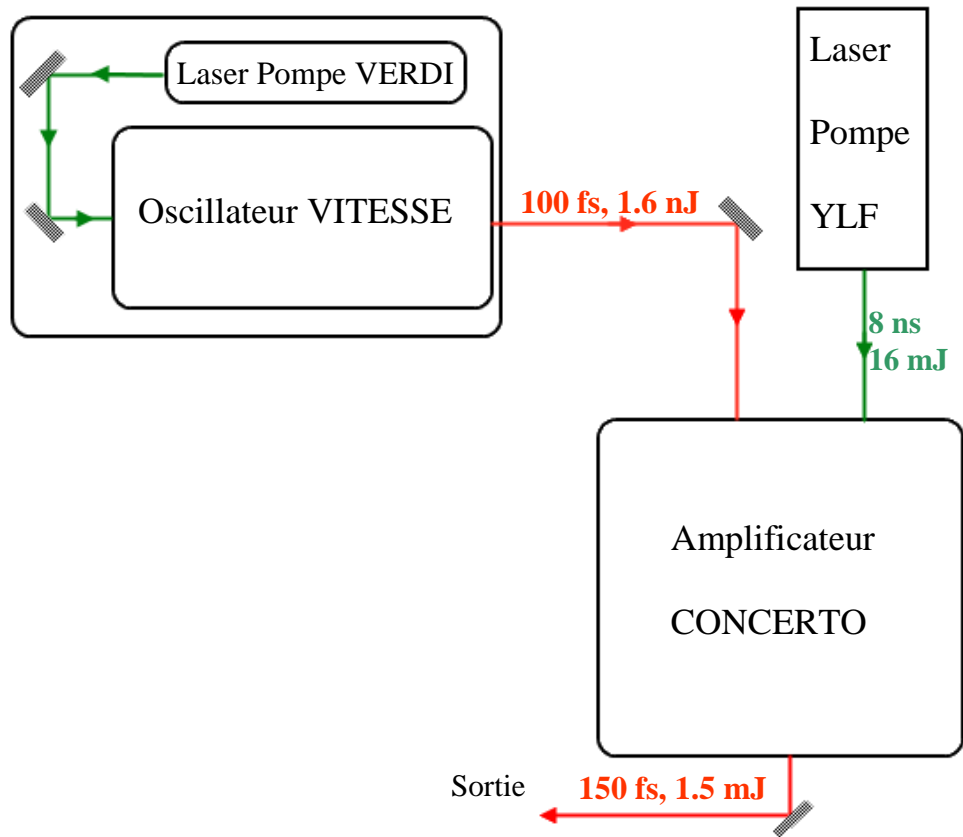 Laser Pompe VERDI
Oscillateur VITESSE
100 fs, 1.6 nJ
Laser
Pompe
YLF
8 ns
16 mJ
Amplificateur
CONCERTO
Sortie
150 fs, 1.5 mJ